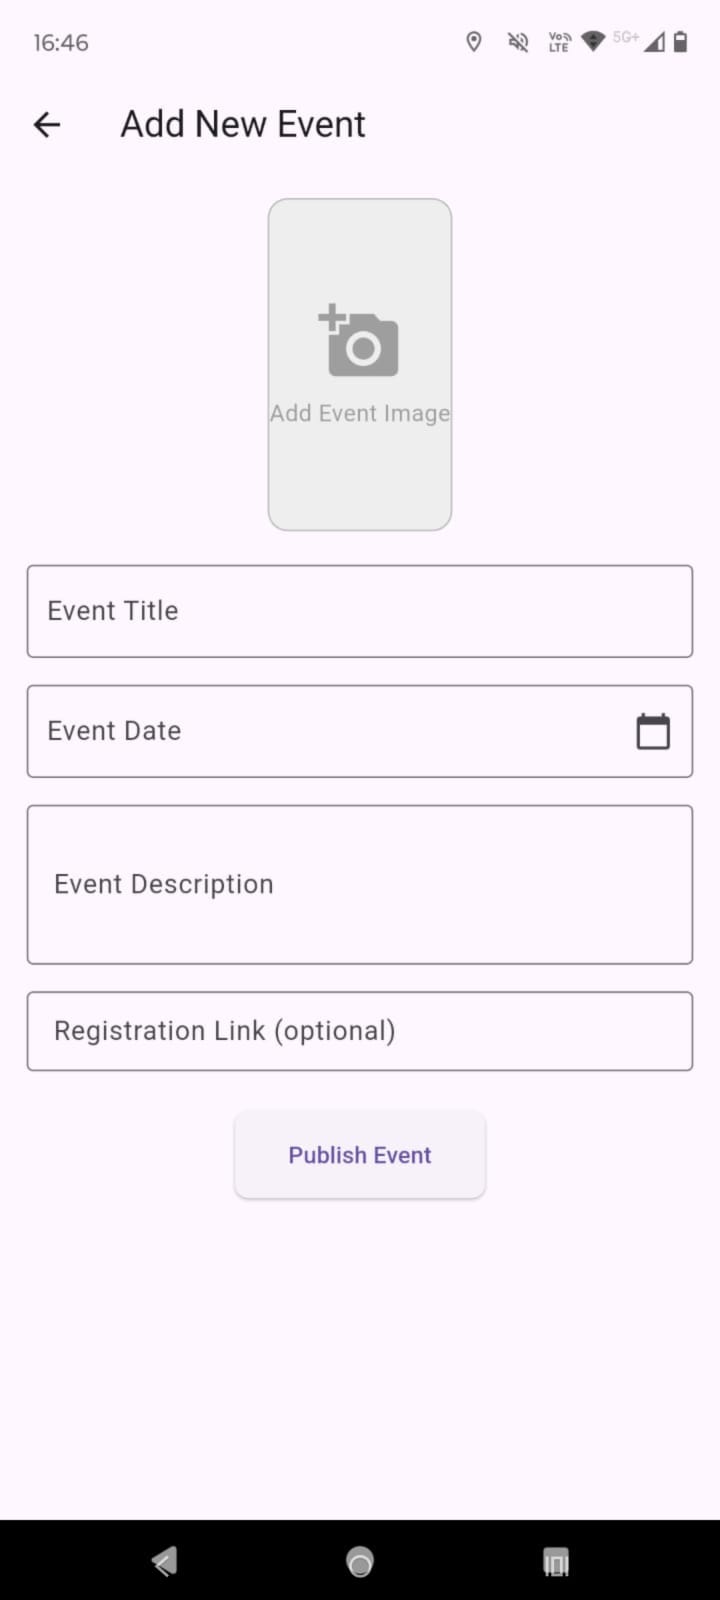 16:46
Vo LTE 5G+
Add New Event
Add Event Image
Event Title
Event Date
Event Description
Registration Link (optional)
Publish Event